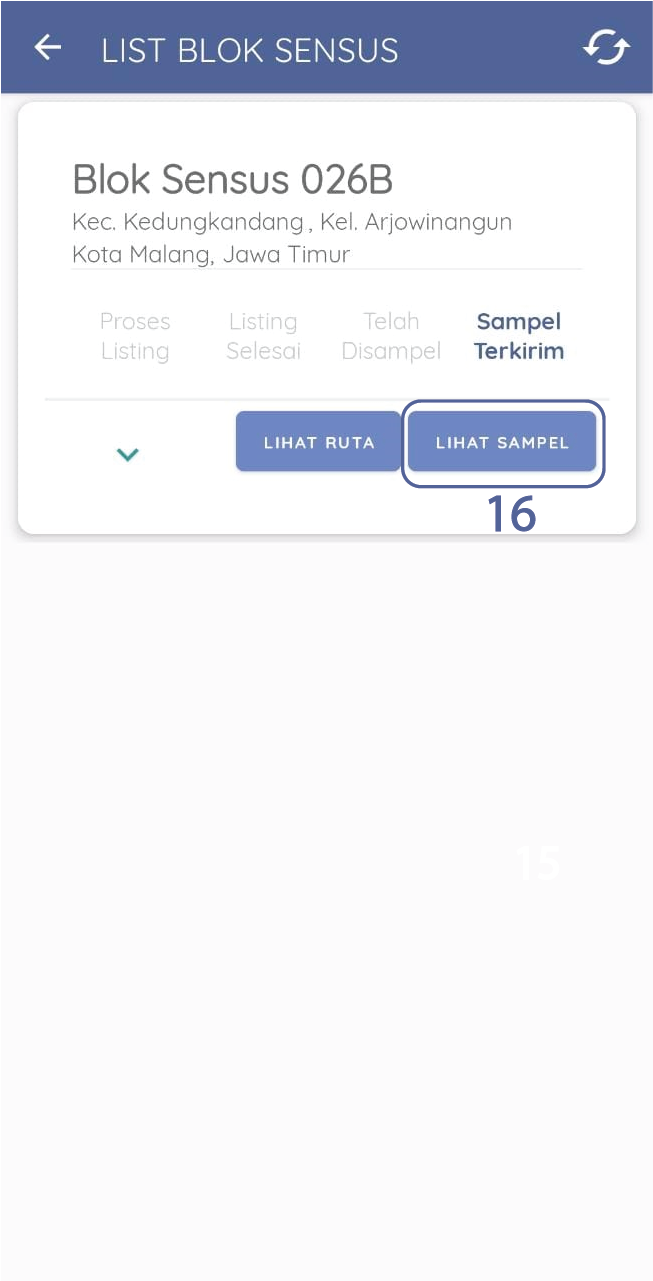 LIST BLOK SENSUS
Blok Sensus 026B
Kec. Kedungkandang , Kel. Arjowinangun
Kota Malang, Jawa Timur
Proses Listing
Listing Selesai
Telah Disampel
Sampel Terkirim
LIHAT RUTA
LIHAT SAMPEL
16
15